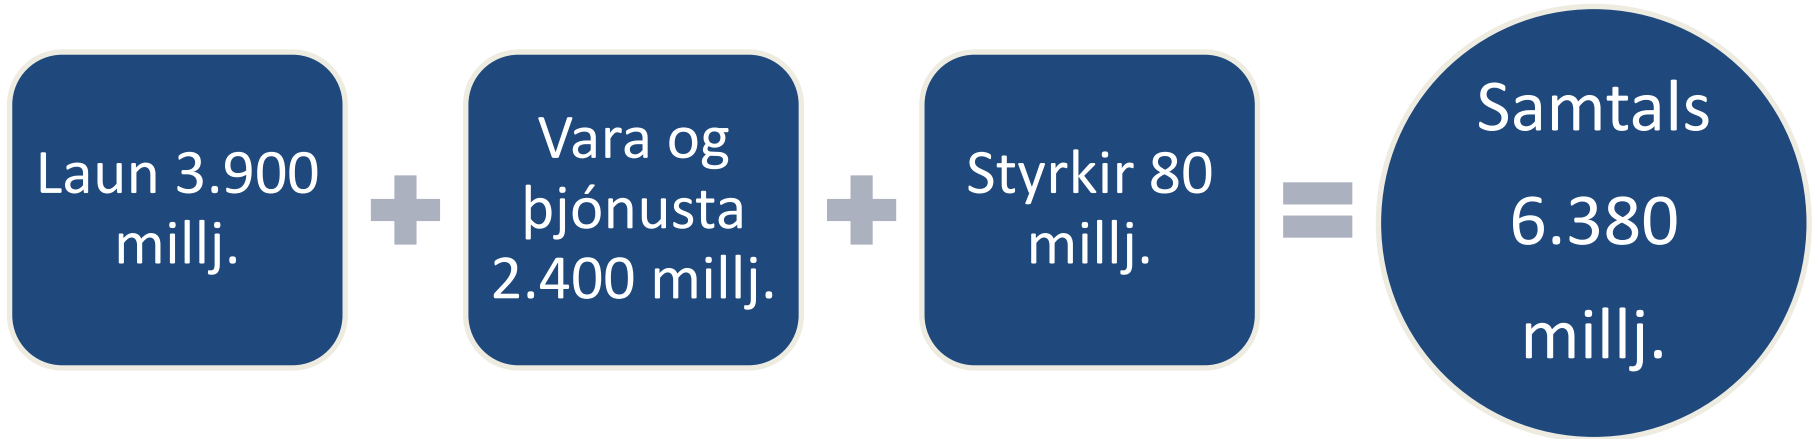 Laun 3.900
millj.
Vara og
þjónusta
2.400 millj.
Styrkir 80
millj.
Samtals
6.380
millj.